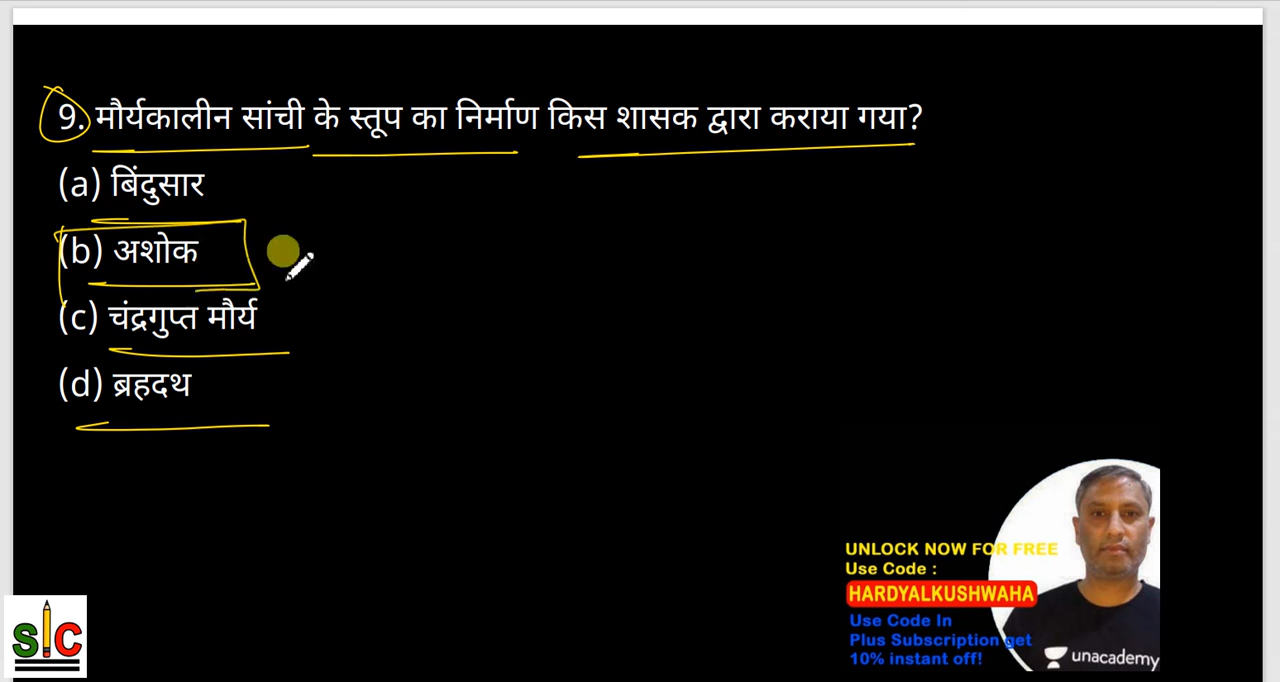 9. मौर्यकालीन सांची के स्तूप का निर्माण किस शासक द्वारा कराया गया?
(a) बिंदुसार
(b) अशोक
(c) चंद्रगुप्त मौर्य
(d) ब्रहदथ
UNLOCK NOW FOR FREE
Use Code :
HARDYALKUSHWAHA
Use Code In
Plus Subscription get
10% instant off!
unacademy
SIC